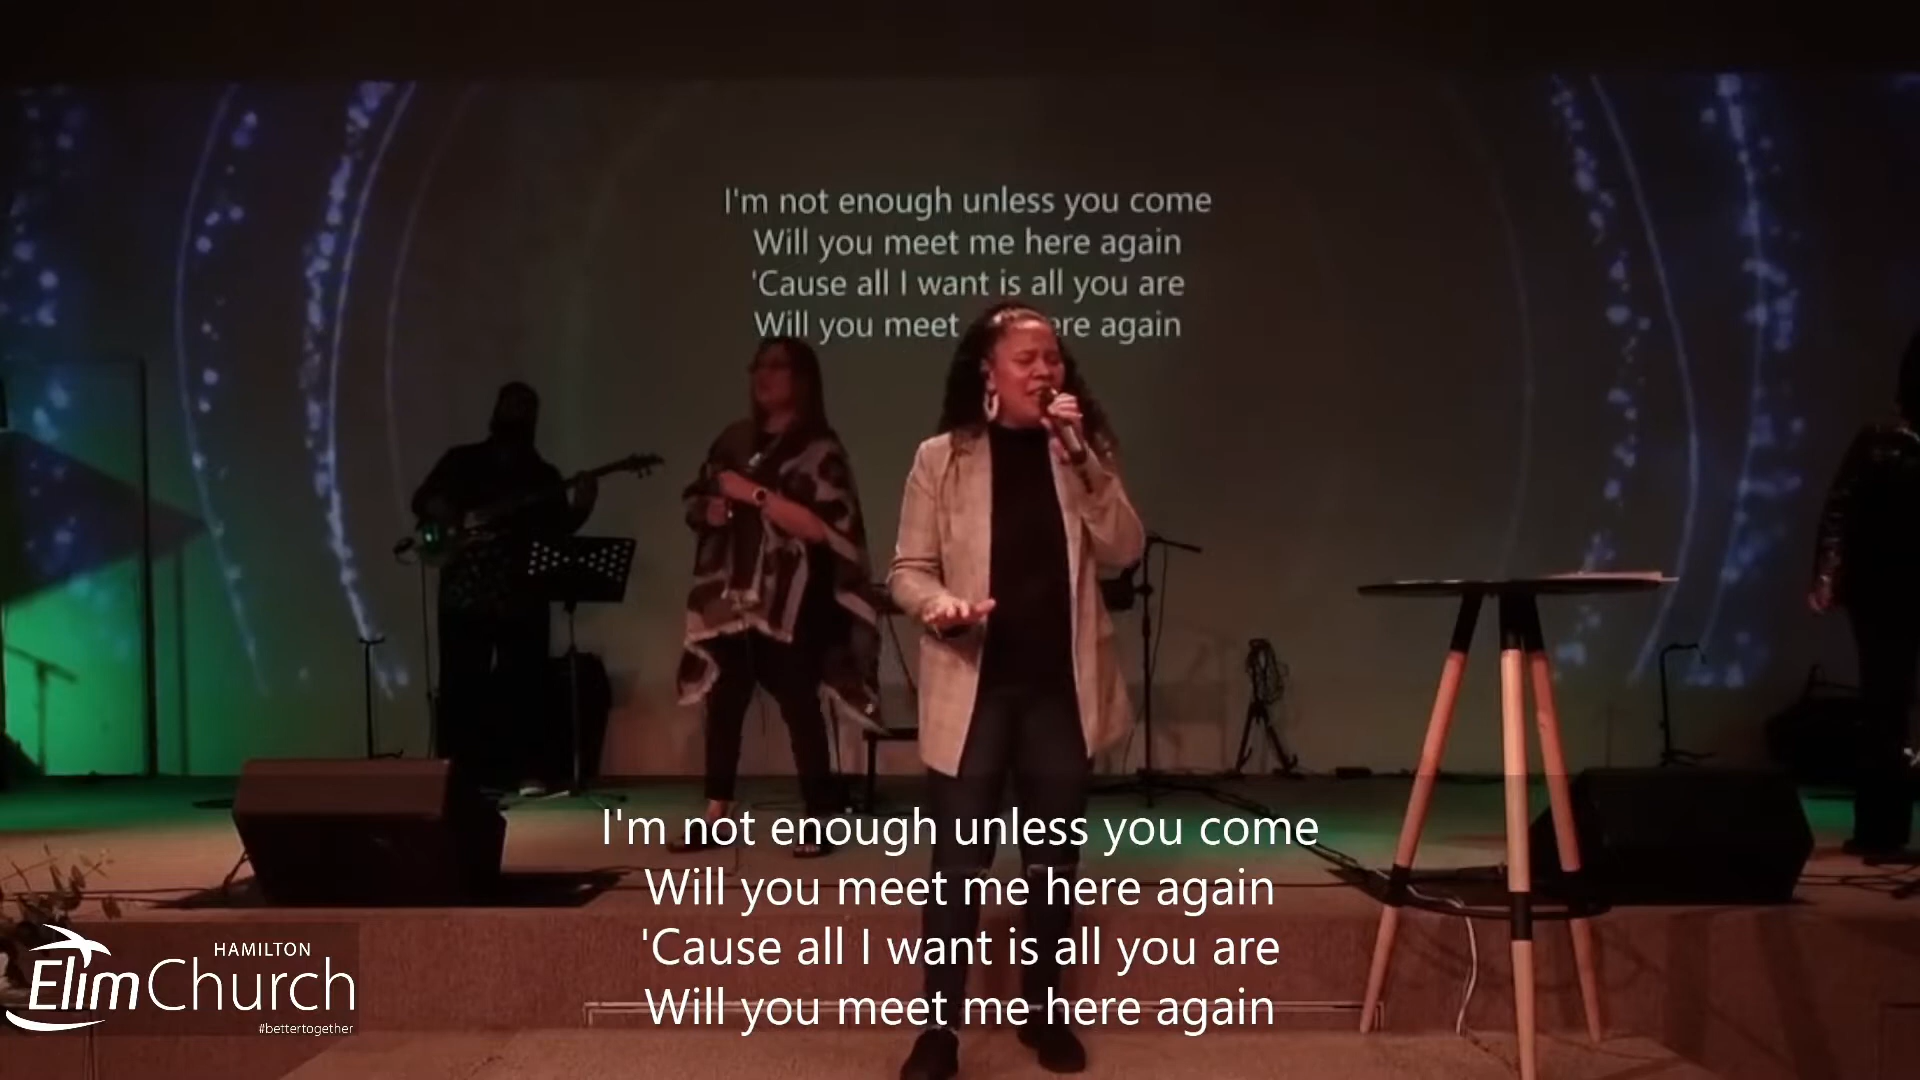 I'm not enough unless you come
Will you meet me here again
'Cause all I want is all you are
Will you meet ere again
I'm not enough unless you come
Will you meet me here again
'Cause all I want is all you are
Will you meet me here again
HAMILTON
Elim Church
#bettertogether